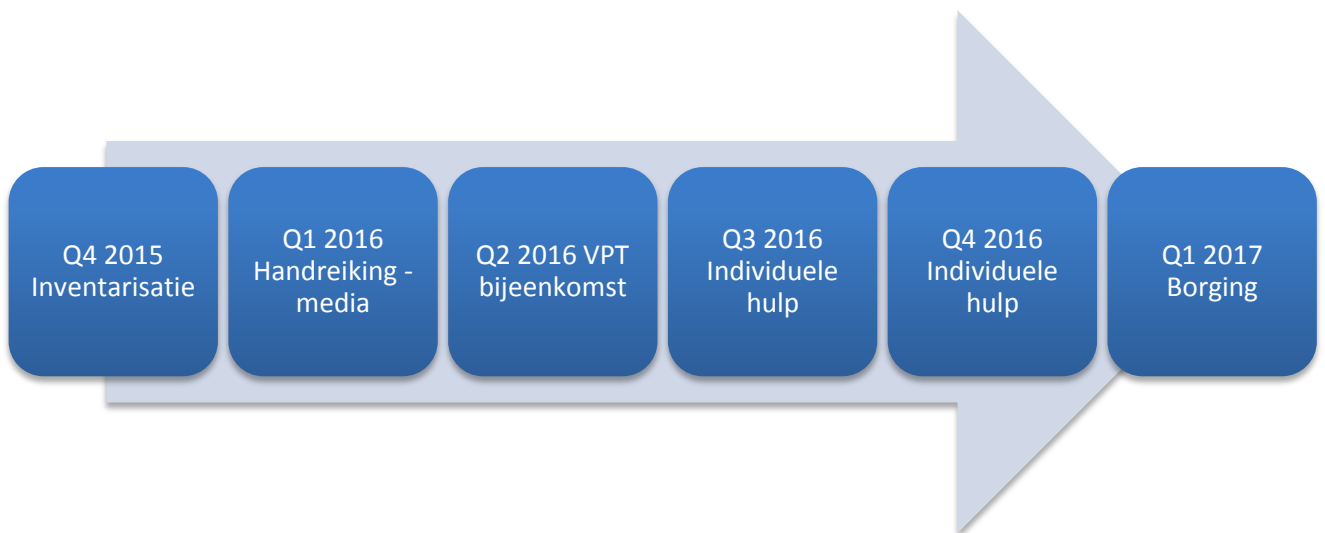 Q4 2015
Inventarisatie
Q1 2016
Handreiking -
media
Q2 2016 VPT
bijeenkomst
Q3 2016
Individuele
hulp
Q4 2016
Individuele
hulp
Q1 2017
Borging